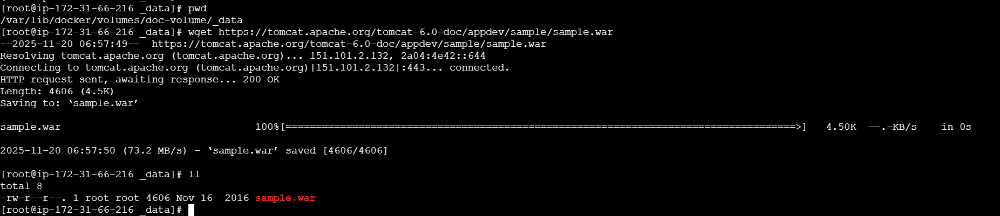 [root@ip-172-31-66-216 _data]# pwd
/var/lib/docker/volumes/doc-volume/_data
[root@ip-172-31-66-216 _data]# wget https://tomcat.apache.org/tomcat-6.0-doc/appdev/sample/sample.war
--2025-11-20 06:57:49--  https://tomcat.apache.org/tomcat-6.0-doc/appdev/sample/sample.war
Resolving tomcat.apache.org (tomcat.apache.org)... 151.101.2.132, 2a04:4e42::644
Connecting to tomcat.apache.org (tomcat.apache.org)|151.101.2.132|:443... connected.
HTTP request sent, awaiting response... 200 OK
Length: 4606 (4.5K)
Saving to: ‘sample.war’
sample.war                                100%[====================================================================================>]   4.50K  --.-KB/s    in 0s
2025-11-20 06:57:50 (73.2 MB/s) - ‘sample.war’ saved [4606/4606]
[root@ip-172-31-66-216 _data]# ll
total 8
-rw-r--r--. 1 root root 4606 Nov 16  2016 sample.war
[root@ip-172-31-66-216 _data]#